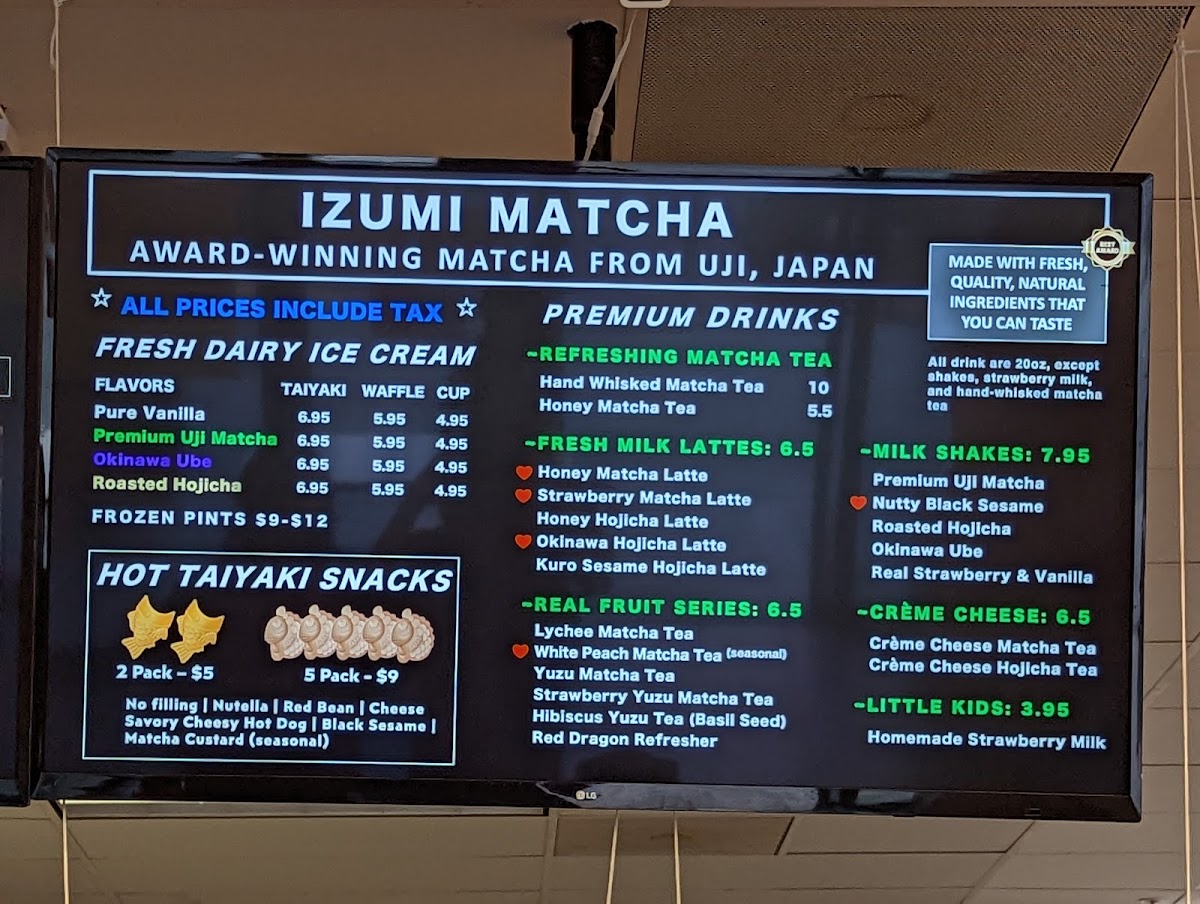 IZUMI MATCHA
AWARD-WINNING MATCHA FROM UJI, JAPAN
BEST
AWARD
MADE WITH FRESH,
QUALITY, NATURAL
INGREDIENTS THAT
YOU CAN TASTE
☆ ALL PRICES INCLUDE TAX ☆
FRESH DAIRY ICE CREAM
FLAVORS TAIYAKI WAFFLE CUP
Pure Vanilla 6.95 5.95 4.95
Premium Uji Matcha 6.95 5.95 4.95
Okinawa Ube 6.95 5.95 4.95
Roasted Hojicha 6.95 5.95 4.95
FROZEN PINTS $9-$12
HOT TAIYAKI SNACKS
2 Pack – $5 5 Pack – $9
No filling | Nutella | Red Bean | Cheese
Savory Cheesy Hot Dog | Black Sesame |
Matcha Custard (seasonal)
PREMIUM DRINKS
~REFRESHING MATCHA TEA
Hand Whisked Matcha Tea 10
Honey Matcha Tea 5.5
~FRESH MILK LATTES: 6.5
Honey Matcha Latte
Strawberry Matcha Latte
Honey Hojicha Latte
Okinawa Hojicha Latte
Kuro Sesame Hojicha Latte
~REAL FRUIT SERIES: 6.5
Lychee Matcha Tea
White Peach Matcha Tea (seasonal)
Yuzu Matcha Tea
Strawberry Yuzu Matcha Tea
Hibiscus Yuzu Tea (Basil Seed)
Red Dragon Refresher
All drink are 20oz, except
shakes, strawberry milk,
and hand-whisked matcha
tea
~MILK SHAKES: 7.95
Premium Uji Matcha
Nutty Black Sesame
Roasted Hojicha
Okinawa Ube
Real Strawberry & Vanilla
~CRÈME CHEESE: 6.5
Crème Cheese Matcha Tea
Crème Cheese Hojicha Tea
~LITTLE KIDS: 3.95
Homemade Strawberry Milk
LG